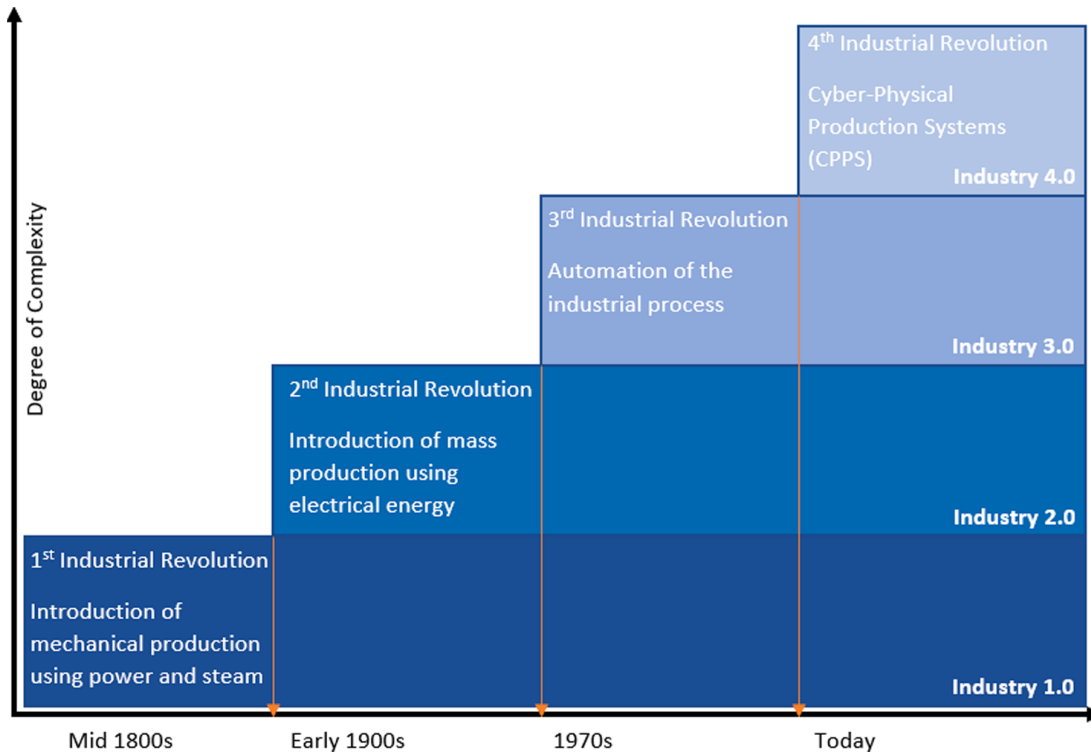 4th Industrial Revolution
Cyber-Physical
Production Systems
(CPPS)
Industry 4.0
3rd Industrial Revolution
Automation of the
industrial process
Industry 3.0
Degree of Complexity
2nd Industrial Revolution
Introduction of mass
production using
electrical energy
Industry 2.0
1st Industrial Revolution
Introduction of
mechanical production
using power and steam
Industry 1.0
Mid 1800s
Early 1900s
1970s
Today